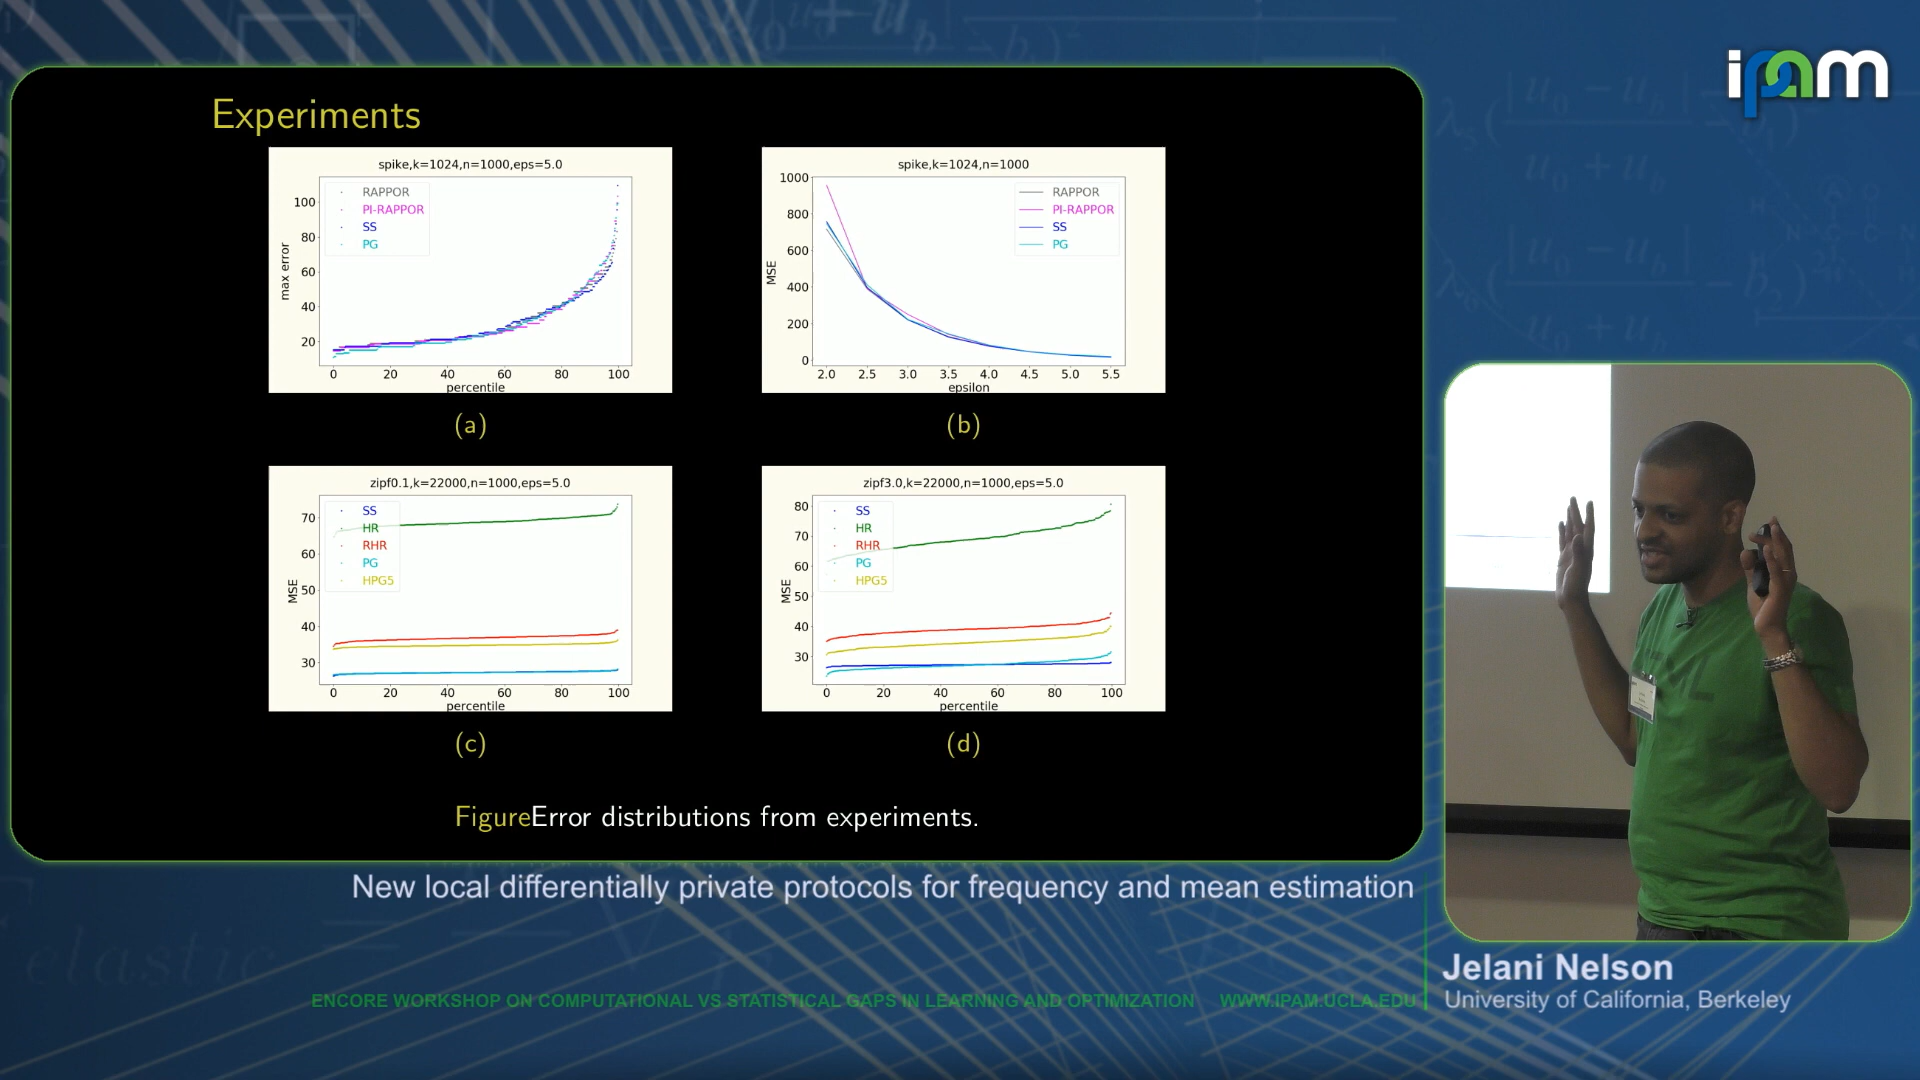 ipam
Experiments
spike,k=1024,n=1000,eps=5.0
RAPPOR
PI-RAPPOR
SS
PG
max error
100
80
60
40
20
0 20 40 60 80 100
percentile
(a)
spike,k=1024,n=1000
RAPPOR
PI-RAPPOR
SS
PG
MSE
1000
800
600
400
200
0
2.0 2.5 3.0 3.5 4.0 4.5 5.0 5.5
epsilon
(b)
zipf0.1,k=22000,n=1000,eps=5.0
SS
HR
RHR
PG
HPG5
MSE
70
60
50
40
30
0 20 40 60 80 100
percentile
(c)
zipf3.0,k=22000,n=1000,eps=5.0
SS
HR
RHR
PG
HPG5
MSE
80
70
60
50
40
30
0 20 40 60 80 100
percentile
(d)
FigureError distributions from experiments.
New local differentially private protocols for frequency and mean estimation
Jelani Nelson
University of California, Berkeley
ENCORE WORKSHOP ON COMPUTATIONAL VS STATISTICAL GAPS IN LEARNING AND OPTIMIZATION WWW.IPAM.UCLA.EDU
elastic